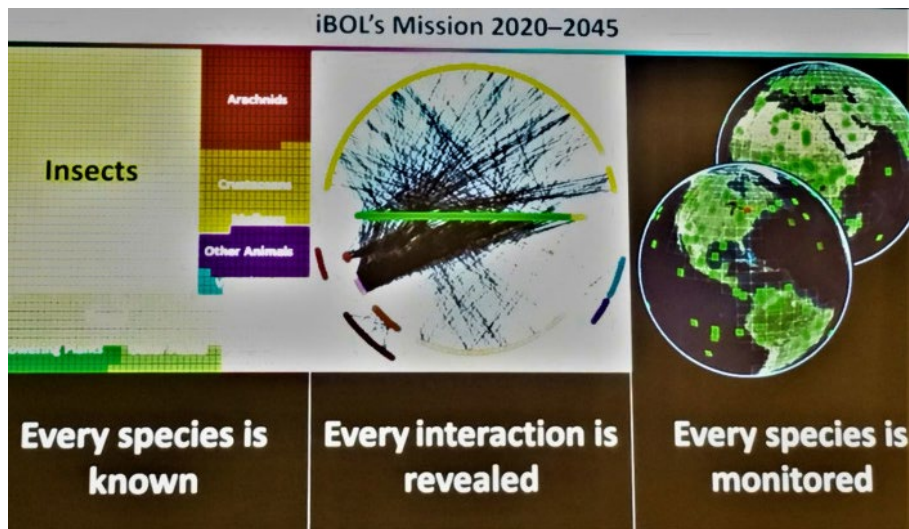 iBOL's Mission 2020–2045
Insects
Arachnids
Other Animals
Every species is
known
Every interaction is
revealed
Every species is
monitored